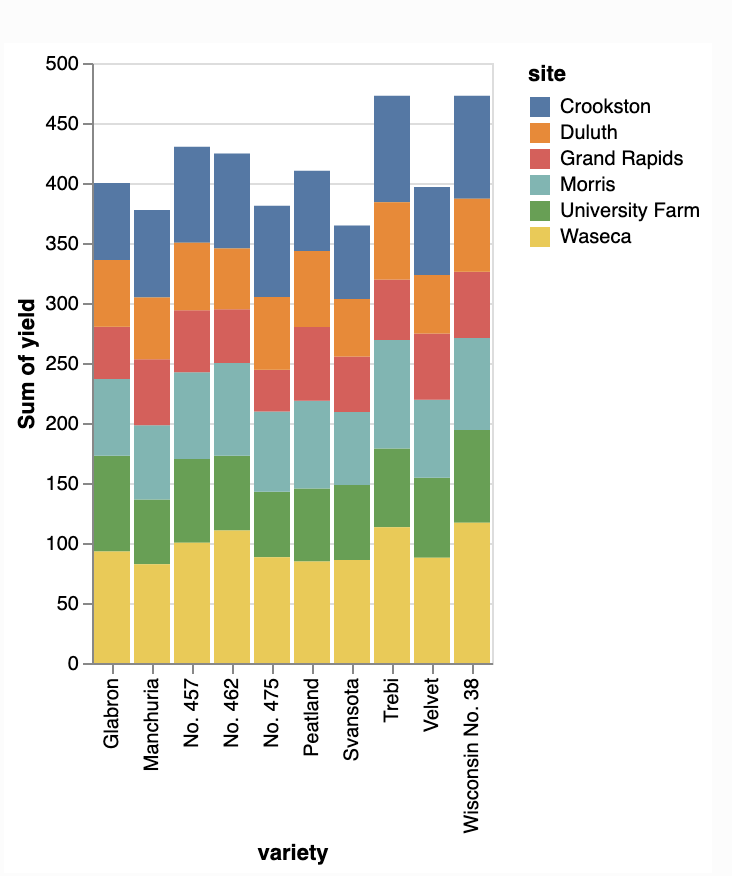 500
450
400
350
300
250
200
150
100
50
0
Sum of yield
Glabron
Manchuria
No. 457
No. 462
No. 475
Peatland
Svansota
Trebi
Velvet
Wisconsin No. 38
variety
site
Crookston
Duluth
Grand Rapids
Morris
University Farm
Waseca